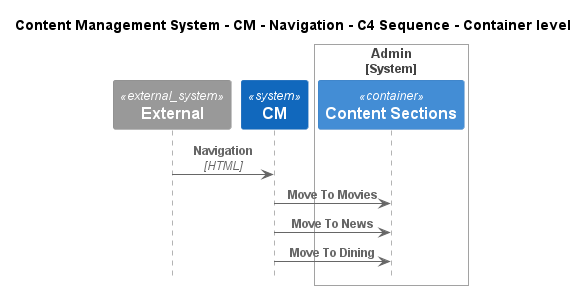 Content Management System - CM - Navigation - C4 Sequence - Container level
Admin
[System]
«external_system»
External
«system»
CM
«container»
Content Sections
Navigation
[HTML]
Move To Movies
Move To News
Move To Dining